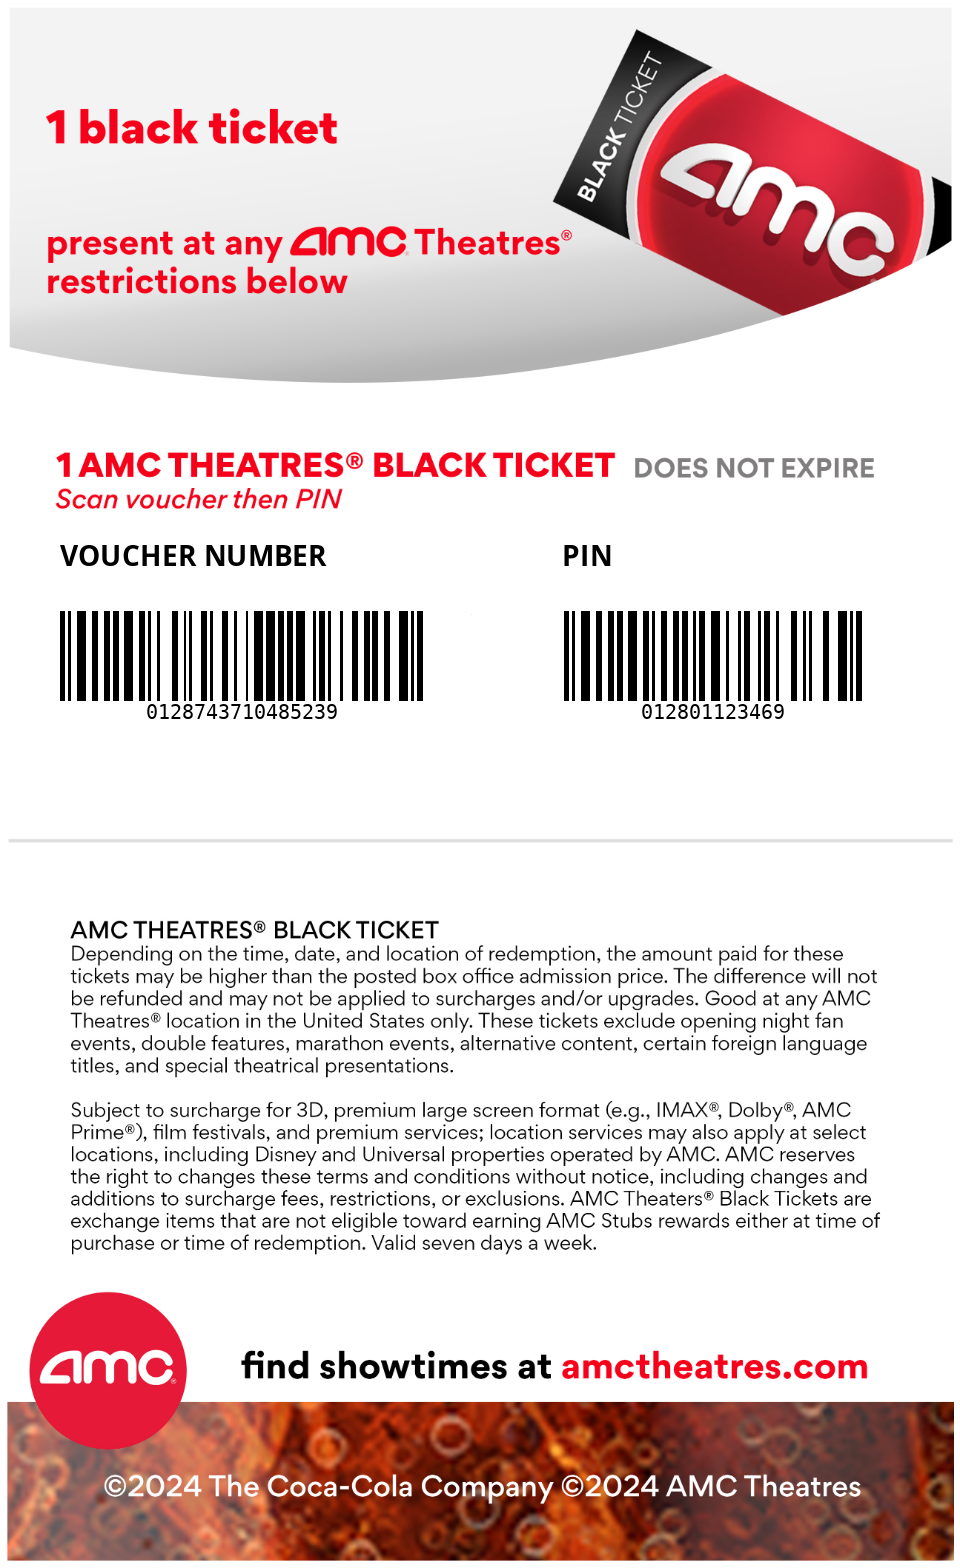 BLACK TICKET
amc
1 black ticket
present at any amc Theatres®
restrictions below
1 AMC THEATRES® BLACK TICKET DOES NOT EXPIRE
Scan voucher then PIN
VOUCHER NUMBER PIN
0128743710485239 012801123469
AMC THEATRES® BLACK TICKET
Depending on the time, date, and location of redemption, the amount paid for these
tickets may be higher than the posted box office admission price. The difference will not
be refunded and may not be applied to surcharges and/or upgrades. Good at any AMC
Theatres® location in the United States only. These tickets exclude opening night fan
events, double features, marathon events, alternative content, certain foreign language
titles, and special theatrical presentations.
Subject to surcharge for 3D, premium large screen format (e.g., IMAX®, Dolby®, AMC
Prime®), film festivals, and premium services; location services may also apply at select
locations, including Disney and Universal properties operated by AMC. AMC reserves
the right to changes these terms and conditions without notice, including changes and
additions to surcharge fees, restrictions, or exclusions. AMC Theaters® Black Tickets are
exchange items that are not eligible toward earning AMC Stubs rewards either at time of
purchase or time of redemption. Valid seven days a week.
amc®
find showtimes at amctheatres.com
©2024 The Coca-Cola Company ©2024 AMC Theatres